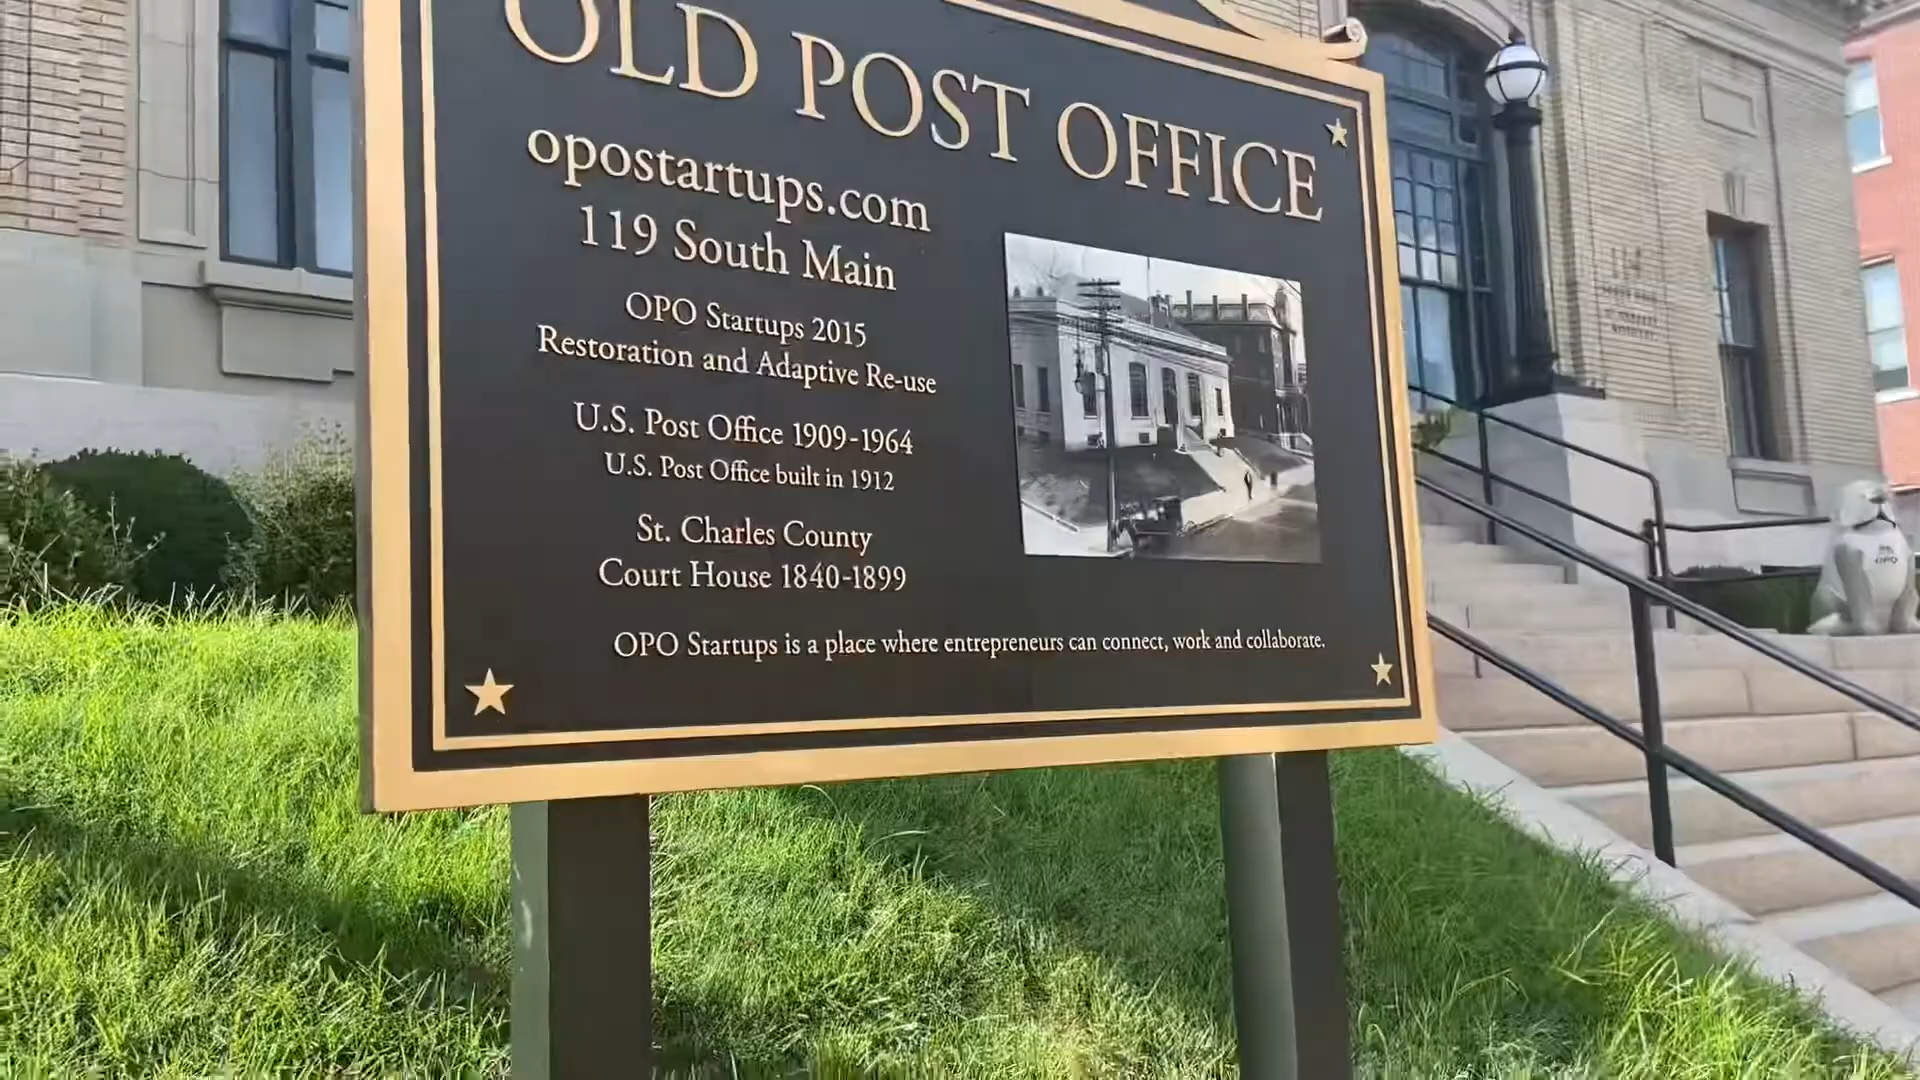 OLD POST OFFICE
opostartups.com
119 South Main
OPO Startups 2015
Restoration and Adaptive Re-use
U.S. Post Office 1909-1964
U.S. Post Office built in 1912
St. Charles County
Court House 1840-1899
OPO Startups is a place where entrepreneurs can connect, work and collaborate.
OPO